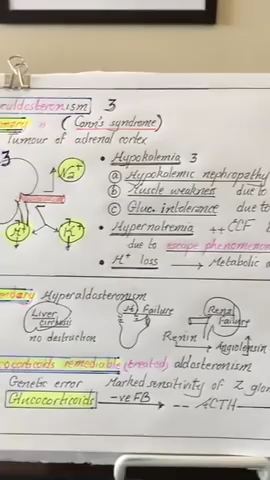 aldosteronism 3
(Conn's syndrome)
Tumour of adrenal cortex
3
Na+
• Hypokalemia 3
ⓐ Hypokalemic nephropathy
ⓑ Muscle weakness due to
ⓒ Gluc. intolerance due to
• Hypernatremia ++ CCF
due to escape phenomenon
• H+ loss → Metabolic a
H+
K+
Hyperaldosteronism
Liver cirrhosis
Failure
Renal Failure
no destruction
Renin → Angiotensin
ocorticoids remediable (treated) aldosteronism
Genetic error Marked sensitivity of Z glom
Glucocorticoids -ve FB → -- ACTH